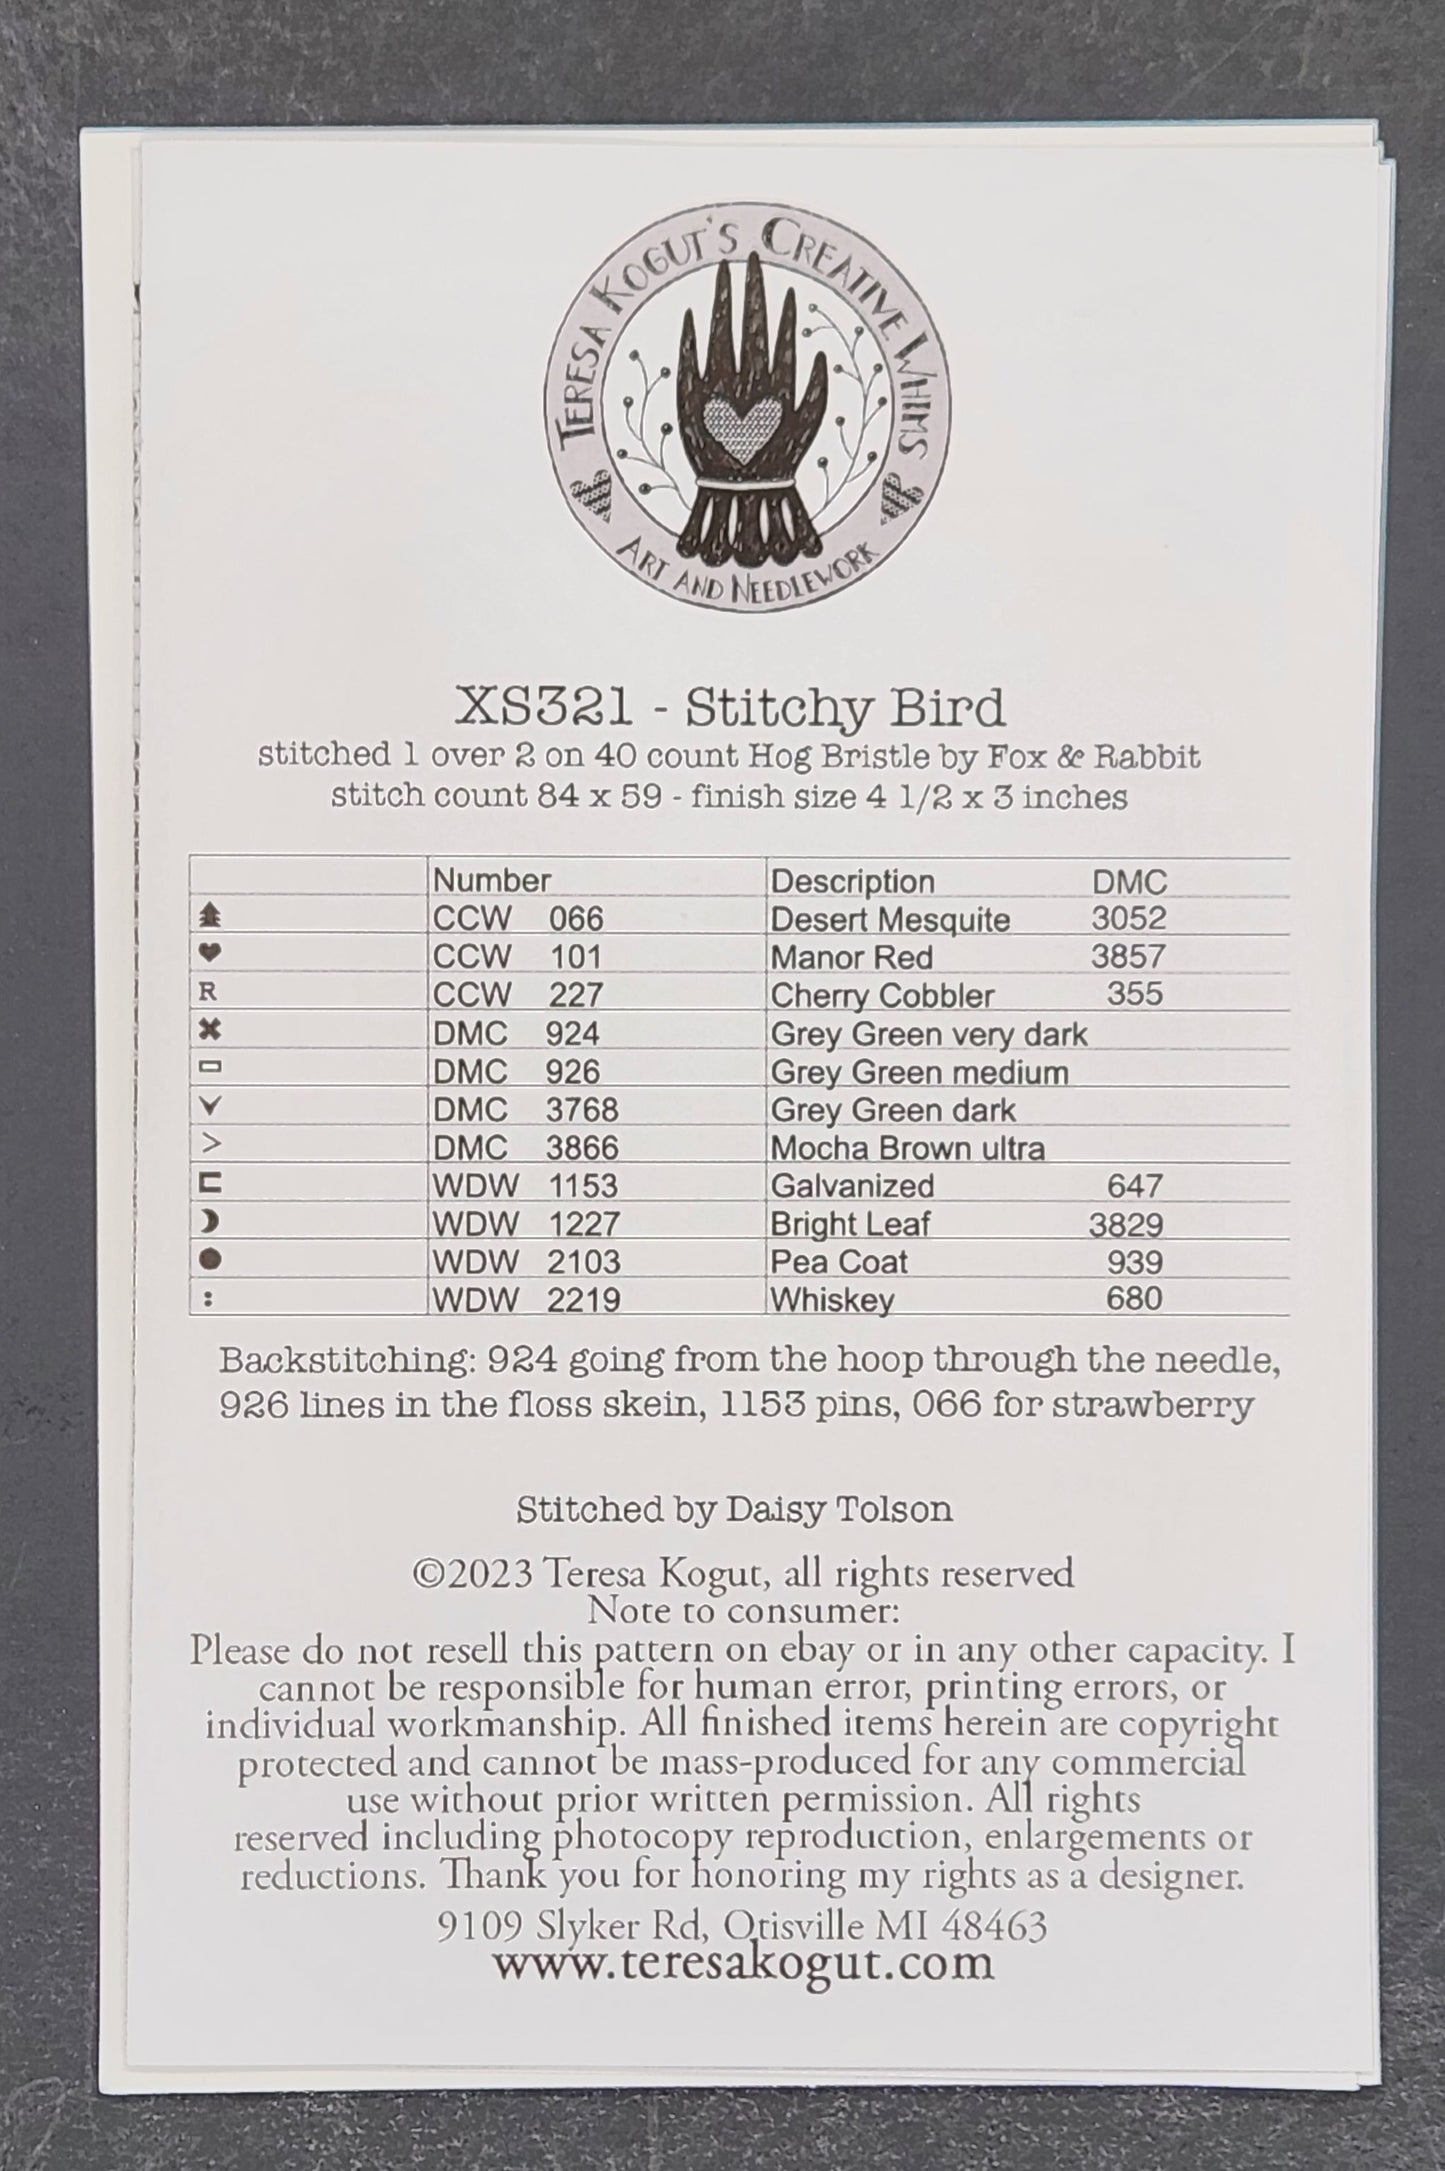 TERESA KOGUT'S CREATIVE WHIMS
ART AND NEEDLEWORK
XS321 - Stitchy Bird
stitched 1 over 2 on 40 count Hog Bristle by Fox & Rabbit
stitch count 84 x 59 - finish size 4 1/2 x 3 inches
Number Description DMC
CCW 066 Desert Mesquite 3052
CCW 101 Manor Red 3857
R CCW 227 Cherry Cobbler 355
DMC 924 Grey Green very dark
DMC 926 Grey Green medium
DMC 3768 Grey Green dark
> DMC 3866 Mocha Brown ultra
WDW 1153 Galvanized 647
WDW 1227 Bright Leaf 3829
● WDW 2103 Pea Coat 939
: WDW 2219 Whiskey 680
Backstitching: 924 going from the hoop through the needle,
926 lines in the floss skein, 1153 pins, 066 for strawberry
Stitched by Daisy Tolson
©2023 Teresa Kogut, all rights reserved
Note to consumer:
Please do not resell this pattern on ebay or in any other capacity. I
cannot be responsible for human error, printing errors, or
individual workmanship. All finished items herein are copyright
protected and cannot be mass-produced for any commercial
use without prior written permission. All rights
reserved including photocopy reproduction, enlargements or
reductions. Thank you for honoring my rights as a designer.
9109 Slyker Rd, Otisville MI 48463
www.teresakogut.com